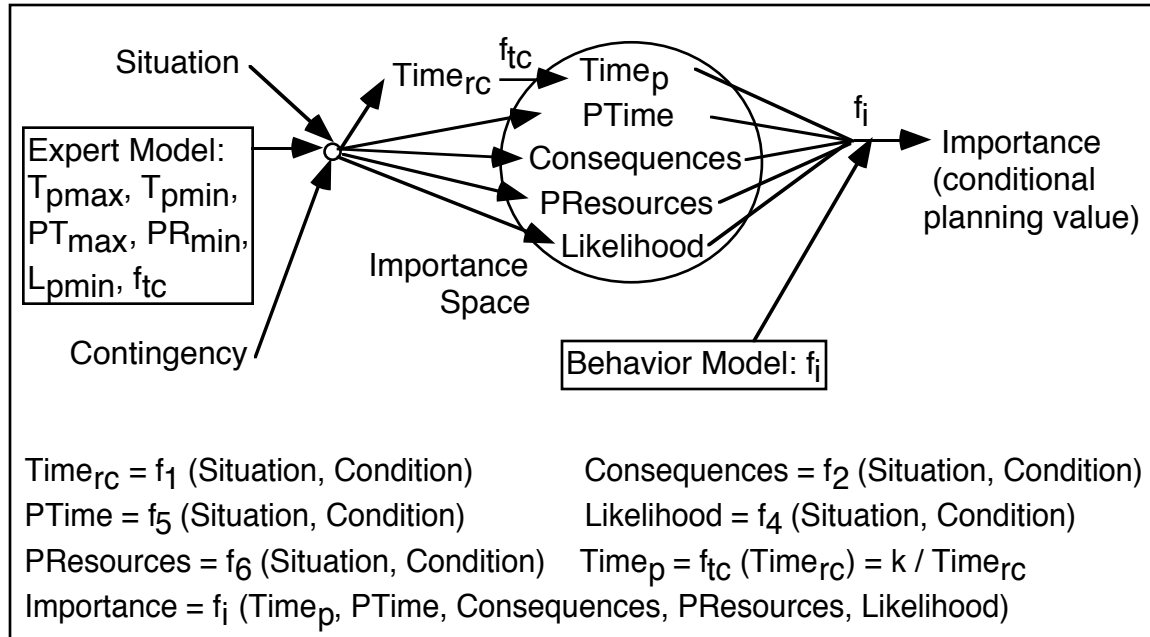 Situation
Time_rc
f_tc
Time_p
PTime
Consequences
PResources
Likelihood
f_i
Importance
(conditional
planning value)
Expert Model:
T_pmax, T_pmin,
PT_max, PR_min,
L_pmin, f_tc
Importance
Space
Contingency
Behavior Model: f_i
Time_rc = f_1 (Situation, Condition)
Consequences = f_2 (Situation, Condition)
PTime = f_5 (Situation, Condition)
Likelihood = f_4 (Situation, Condition)
PResources = f_6 (Situation, Condition)
Time_p = f_tc (Time_rc) = k / Time_rc
Importance = f_i (Time_p, PTime, Consequences, PResources, Likelihood)